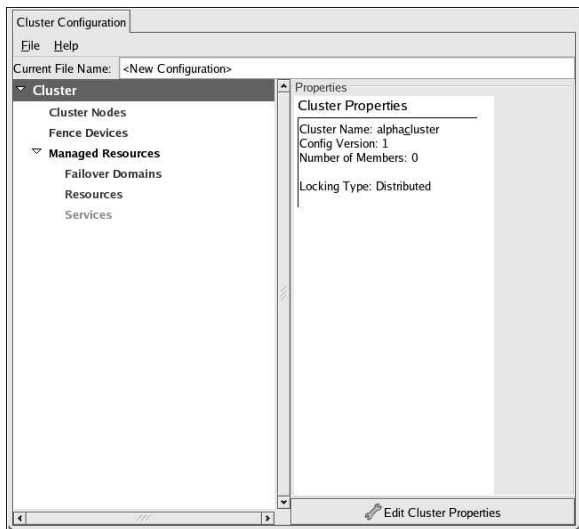 Cluster Configuration
File Help
Current File Name: <New Configuration>
Cluster
Cluster Nodes
Fence Devices
Managed Resources
Failover Domains
Resources
Services
Properties
Cluster Properties
Cluster Name: alphacluster
Config Version: 1
Number of Members: 0
Locking Type: Distributed
Edit Cluster Properties